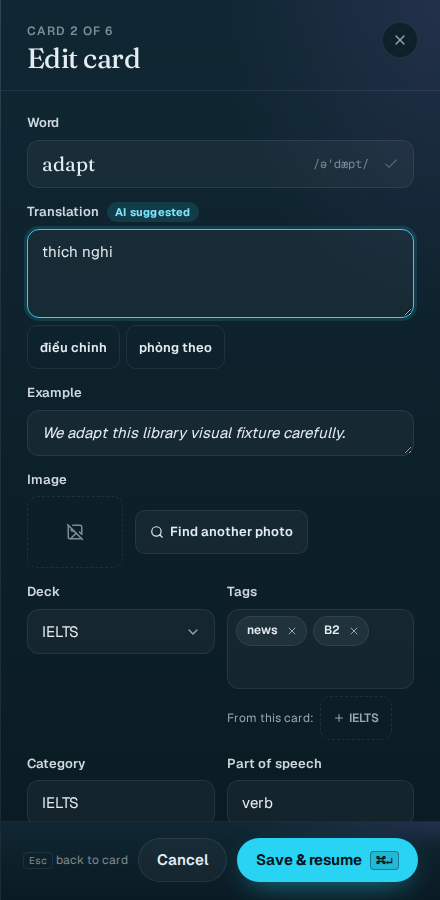 CARD 2 OF 6
Edit card
Word
adapt /əˈdæpt/
Translation AI suggested
thích nghi
điều chỉnh phỏng theo
Example
We adapt this library visual fixture carefully.
Image
Find another photo
Deck Tags
IELTS news B2
From this card: + IELTS
Category Part of speech
IELTS verb
Esc back to card Cancel Save & resume ⌘↵